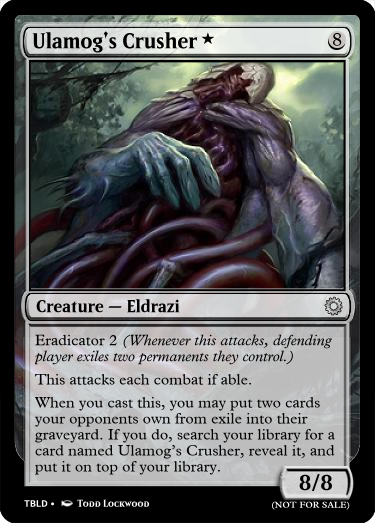 Ulamog's Crusher ★ 8
Creature — Eldrazi
Eradicator 2 (Whenever this attacks, defending
player exiles two permanents they control.)
This attacks each combat if able.
When you cast this, you may put two cards
your opponents own from exile into their
graveyard. If you do, search your library for a
card named Ulamog's Crusher, reveal it, and
put it on top of your library.
8/8
TBLD • Todd Lockwood
(NOT FOR SALE)